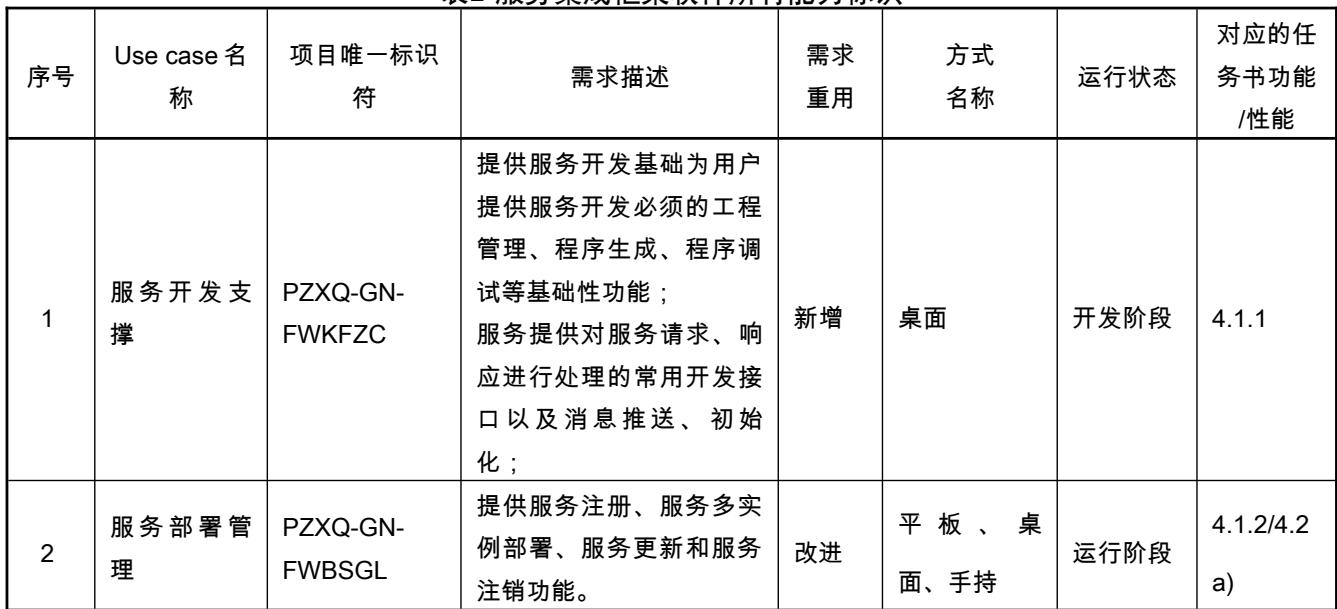 序号
Use case 名
称
项目唯一标识
符
需求描述
需求
重用
方式
名称
运行状态
对应的任
务书功能
/性能
1
服务开发支
撑
PZXQ-GN-
FWKFZC
提供服务开发基础为用户
提供服务开发必须的工程
管理、程序生成、程序调
试等基础性功能；
服务提供对服务请求、响
应进行处理的常用开发接
口以及消息推送、初始
化；
新增
桌面
开发阶段
4.1.1
2
服务部署管
理
PZXQ-GN-
FWBSGL
提供服务注册、服务多实
例部署、服务更新和服务
注销功能。
改进
平板、桌
面、手持
运行阶段
4.1.2/4.2
a)